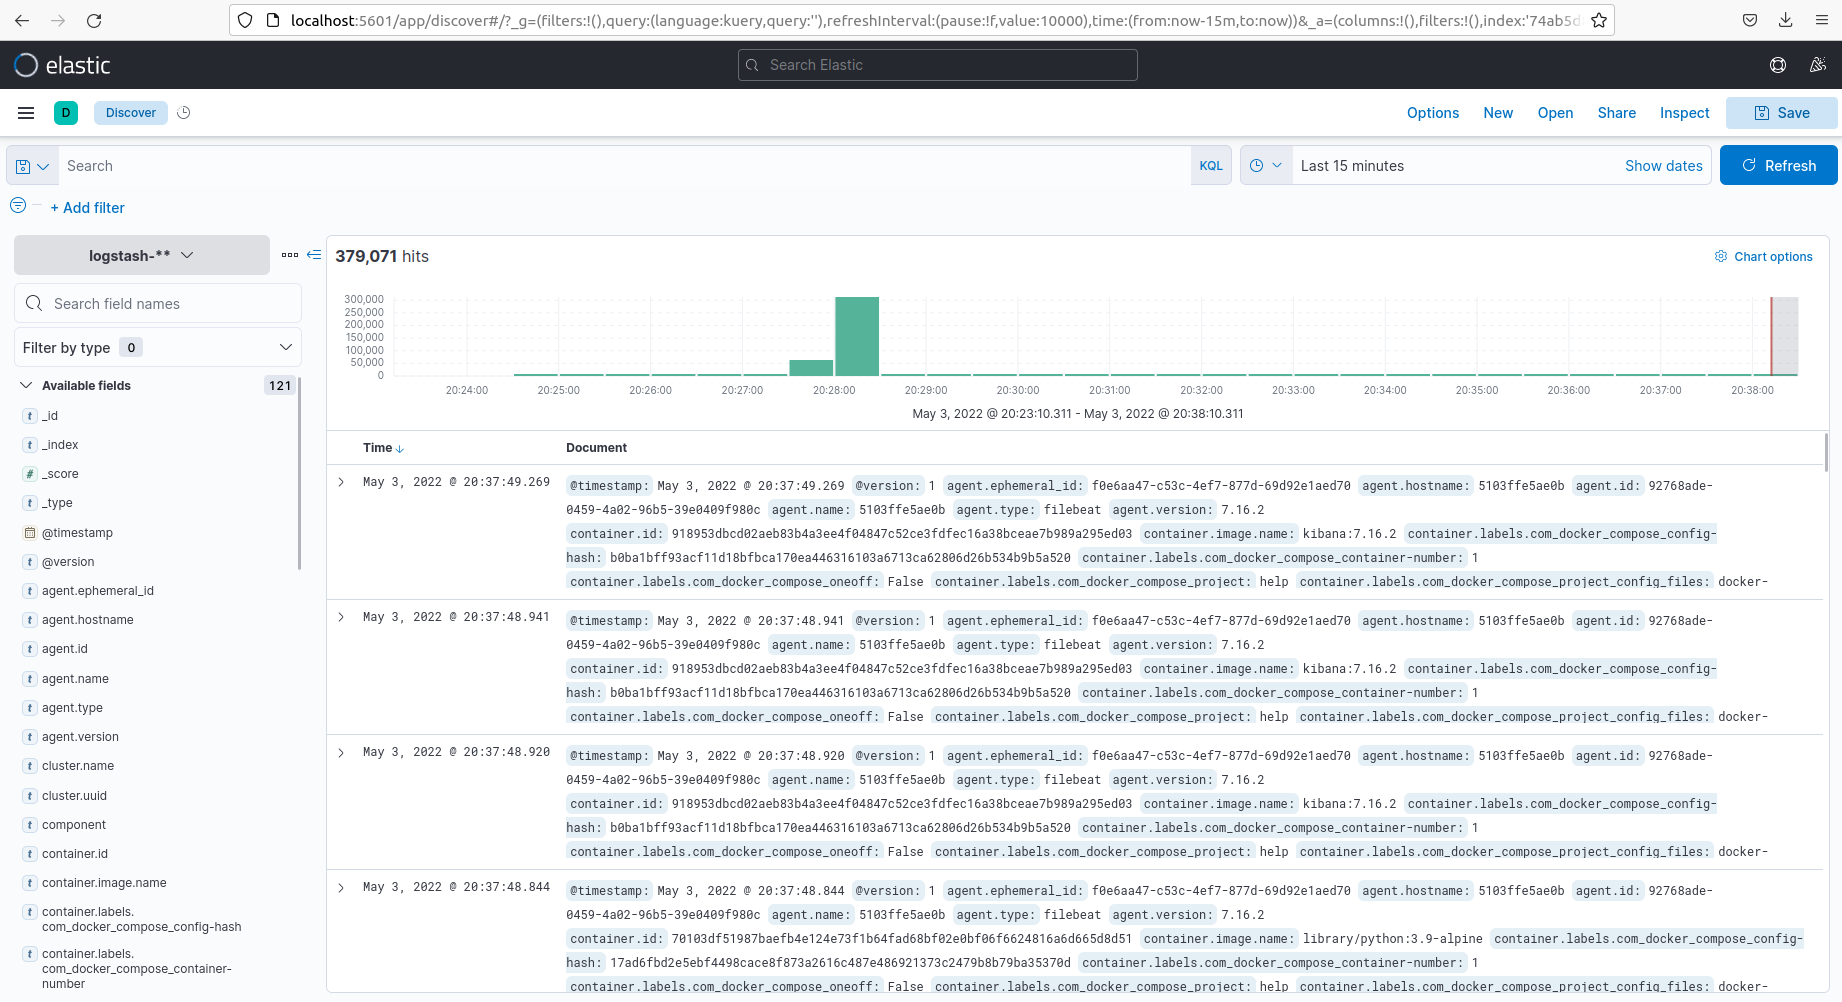 localhost:5601/app/discover#/?_g=(filters:!(),query:(language:kuery,query:''),refreshInterval:(pause:!f,value:10000),time:(from:now-15m,to:now))&_a=(columns:!(),filters:!(),index:'74ab5d
elastic
Search Elastic
D
Discover
Options
New
Open
Share
Inspect
Save
Search
KQL
Last 15 minutes
Show dates
Refresh
+ Add filter
logstash-**
Search field names
Filter by type 0
Available fields 121
t _id
t _index
# _score
t _type
@timestamp
t @version
t agent.ephemeral_id
t agent.hostname
t agent.id
t agent.name
t agent.type
t agent.version
t cluster.name
t cluster.uuid
t component
t container.id
t container.image.name
t container.labels.
com_docker_compose_config-hash
t container.labels.
com_docker_compose_container-
number
379,071 hits
Chart options
300,000
250,000
200,000
150,000
100,000
50,000
0
20:24:00 20:25:00 20:26:00 20:27:00 20:28:00 20:29:00 20:30:00 20:31:00 20:32:00 20:33:00 20:34:00 20:35:00 20:36:00 20:37:00 20:38:00
May 3, 2022 @ 20:23:10.311 - May 3, 2022 @ 20:38:10.311
Time Document
May 3, 2022 @ 20:37:49.269
@timestamp: May 3, 2022 @ 20:37:49.269 @version: 1 agent.ephemeral_id: f0e6aa47-c53c-4ef7-877d-69d92e1aed70 agent.hostname: 5103ffe5ae0b agent.id: 92768ade-
0459-4a02-96b5-39e0409f980c agent.name: 5103ffe5ae0b agent.type: filebeat agent.version: 7.16.2
container.id: 918953dbcd02aeb83b4a3ee4f04847c52ce3fdfec16a38bceae7b989a295ed03 container.image.name: kibana:7.16.2 container.labels.com_docker_compose_config-
hash: b0ba1bff93acf11d18bfbca170ea446316103a6713ca62806d26b534b9b5a520 container.labels.com_docker_compose_container-number: 1
container.labels.com_docker_compose_oneoff: False container.labels.com_docker_compose_project: help container.labels.com_docker_compose_project_config_files: docker-
May 3, 2022 @ 20:37:48.941
@timestamp: May 3, 2022 @ 20:37:48.941 @version: 1 agent.ephemeral_id: f0e6aa47-c53c-4ef7-877d-69d92e1aed70 agent.hostname: 5103ffe5ae0b agent.id: 92768ade-
0459-4a02-96b5-39e0409f980c agent.name: 5103ffe5ae0b agent.type: filebeat agent.version: 7.16.2
container.id: 918953dbcd02aeb83b4a3ee4f04847c52ce3fdfec16a38bceae7b989a295ed03 container.image.name: kibana:7.16.2 container.labels.com_docker_compose_config-
hash: b0ba1bff93acf11d18bfbca170ea446316103a6713ca62806d26b534b9b5a520 container.labels.com_docker_compose_container-number: 1
container.labels.com_docker_compose_oneoff: False container.labels.com_docker_compose_project: help container.labels.com_docker_compose_project_config_files: docker-
May 3, 2022 @ 20:37:48.920
@timestamp: May 3, 2022 @ 20:37:48.920 @version: 1 agent.ephemeral_id: f0e6aa47-c53c-4ef7-877d-69d92e1aed70 agent.hostname: 5103ffe5ae0b agent.id: 92768ade-
0459-4a02-96b5-39e0409f980c agent.name: 5103ffe5ae0b agent.type: filebeat agent.version: 7.16.2
container.id: 918953dbcd02aeb83b4a3ee4f04847c52ce3fdfec16a38bceae7b989a295ed03 container.image.name: kibana:7.16.2 container.labels.com_docker_compose_config-
hash: b0ba1bff93acf11d18bfbca170ea446316103a6713ca62806d26b534b9b5a520 container.labels.com_docker_compose_container-number: 1
container.labels.com_docker_compose_oneoff: False container.labels.com_docker_compose_project: help container.labels.com_docker_compose_project_config_files: docker-
May 3, 2022 @ 20:37:48.844
@timestamp: May 3, 2022 @ 20:37:48.844 @version: 1 agent.ephemeral_id: f0e6aa47-c53c-4ef7-877d-69d92e1aed70 agent.hostname: 5103ffe5ae0b agent.id: 92768ade-
0459-4a02-96b5-39e0409f980c agent.name: 5103ffe5ae0b agent.type: filebeat agent.version: 7.16.2
container.id: 70103df51987baefb4e124e73f1b64fad68bf02e0bf06f6624816a6d665d8d51 container.image.name: library/python:3.9-alpine container.labels.com_docker_compose_config-
hash: 17ad6fbd2e5ebf4498cace8f873a2616c487e486921373c2479b8b79ba35370d container.labels.com_docker_compose_container-number: 1
container.labels.com_docker_compose_oneoff: False container.labels.com_docker_compose_project: help container.labels.com_docker_compose_project_config_files: docker-